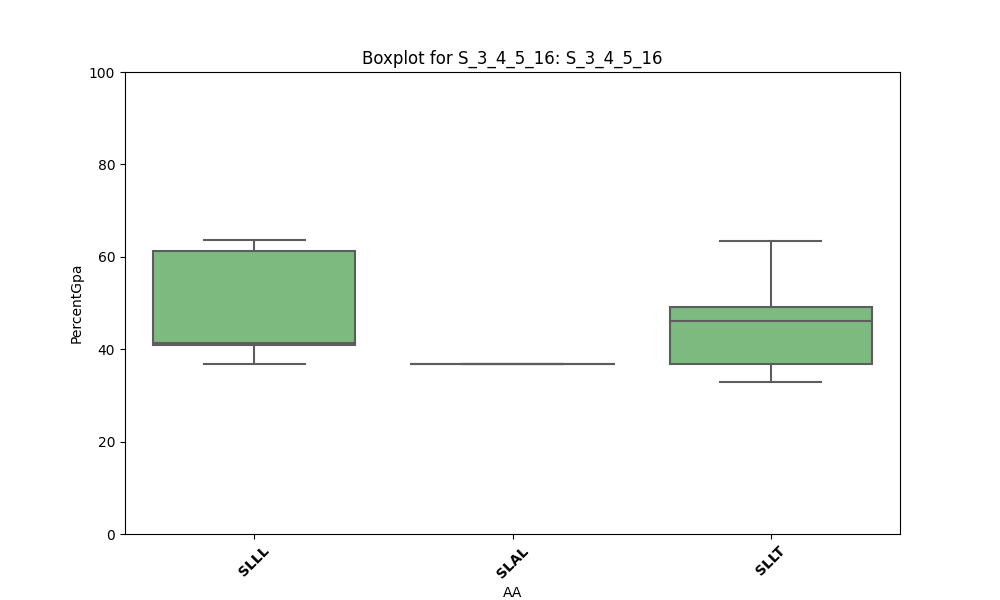 Boxplot for S_3_4_5_16: S_3_4_5_16
100
80
60
40
20
0
PercentGpa
SLLL
SLAL
SLLT
AA